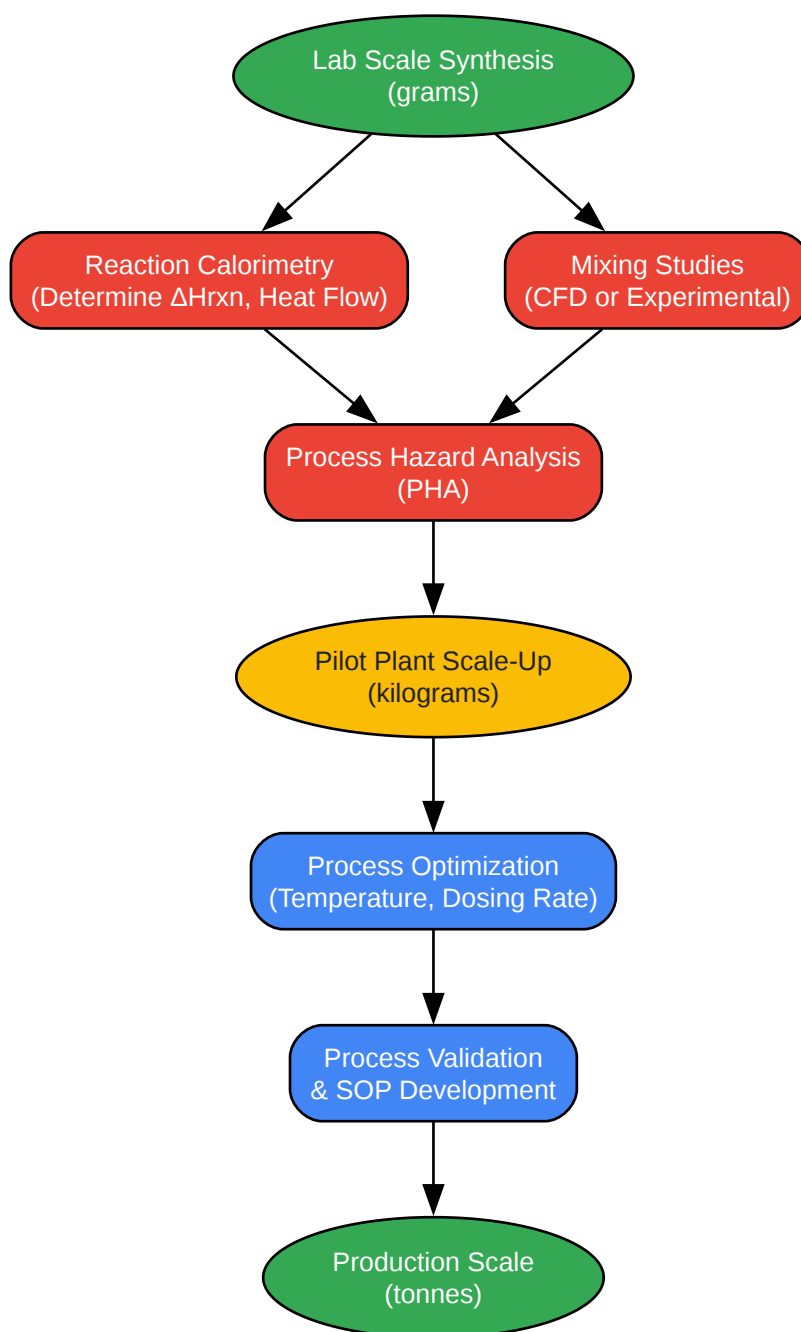 Lab Scale Synthesis
(grams)
Reaction Calorimetry
(Determine ΔHrxn, Heat Flow)
Mixing Studies
(CFD or Experimental)
Process Hazard Analysis
(PHA)
Pilot Plant Scale-Up
(kilograms)
Process Optimization
(Temperature, Dosing Rate)
Process Validation
& SOP Development
Production Scale
(tonnes)